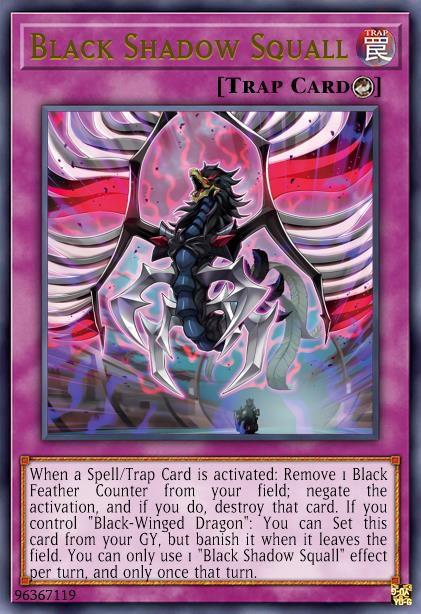 Black Shadow Squall
TRAP
罠
[Trap Card]
When a Spell/Trap Card is activated: Remove 1 Black
Feather Counter from your field; negate the
activation, and if you do, destroy that card. If you
control "Black-Winged Dragon": You can Set this
card from your GY, but banish it when it leaves the
field. You can only use 1 "Black Shadow Squall" effect
per turn, and only once that turn.
96367119